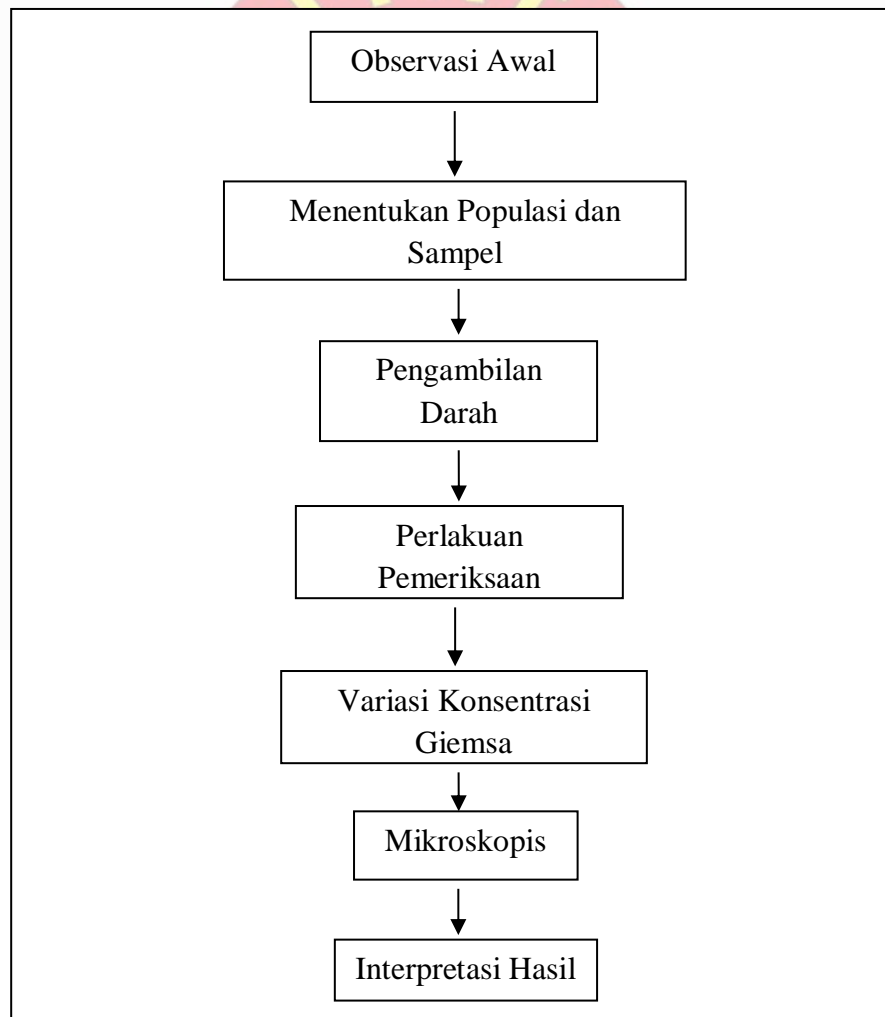 Observasi Awal
Menentukan Populasi dan
Sampel
Pengambilan
Darah
Perlakuan
Pemeriksaan
Variasi Konsentrasi
Giemsa
Mikroskopis
Interpretasi Hasil